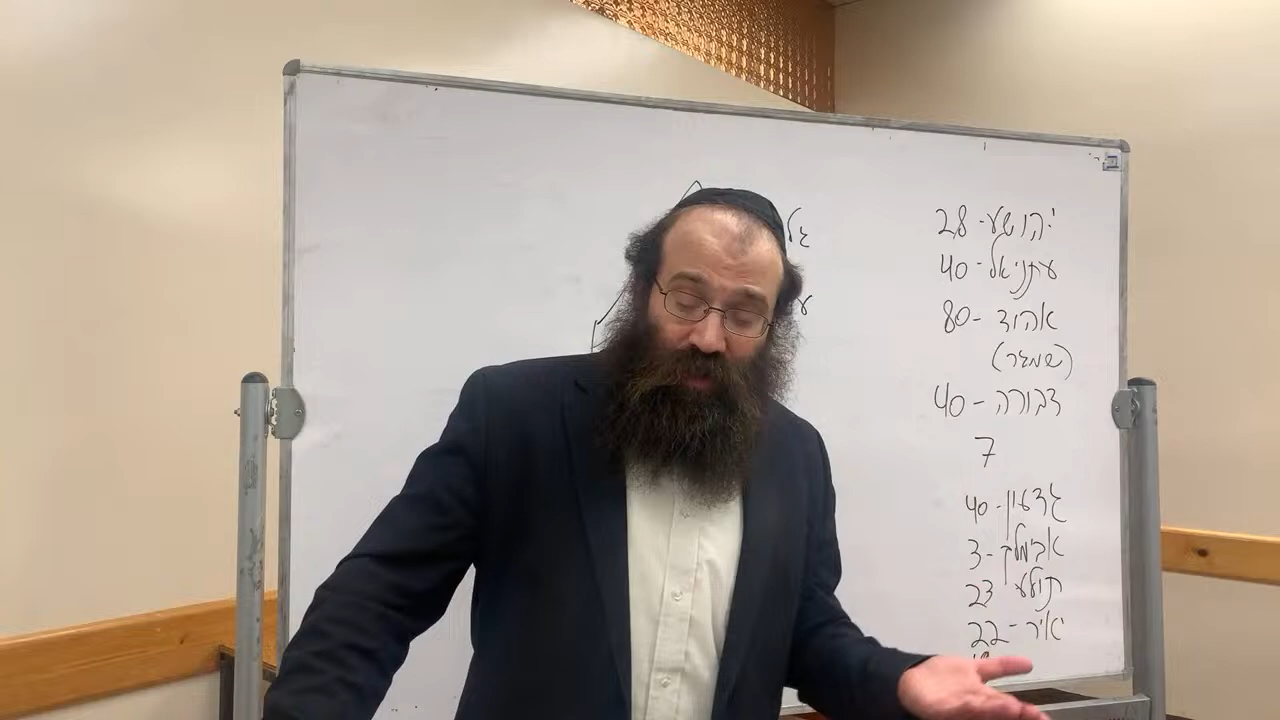 יהושע - 28
עתניאל - 40
אהוד - 80
(שמגר)
דבורה - 40
7
גדעון - 40
אבימלך - 3
תולע 23
יאיר - 22